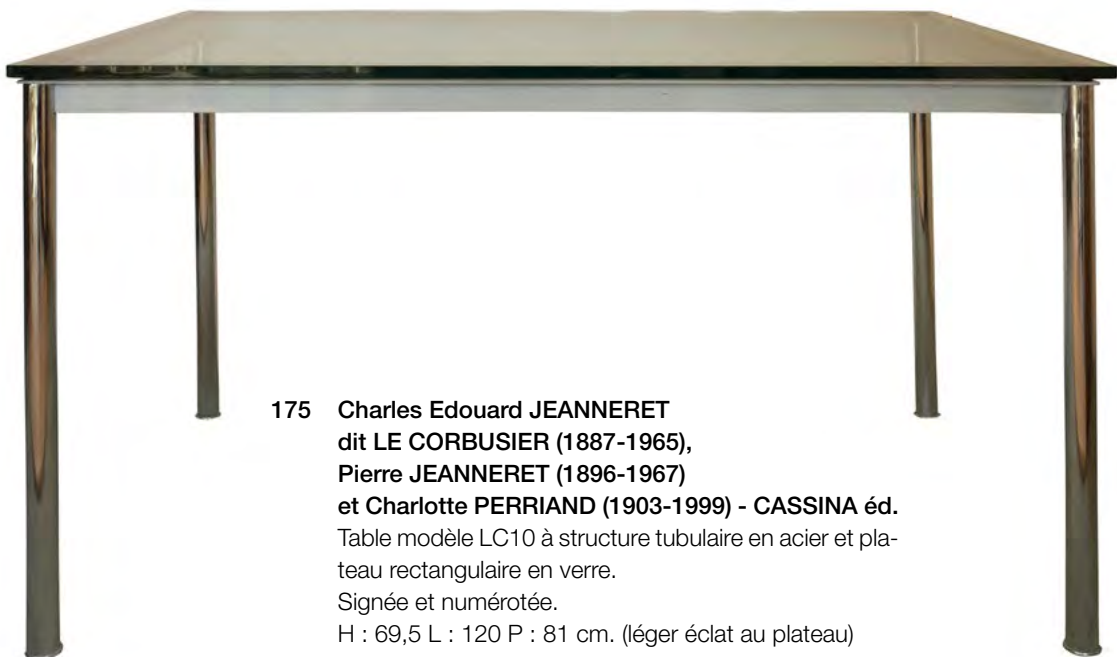 175 Charles Edouard JEANNERET
dit LE CORBUSIER (1887-1965),
Pierre JEANNERET (1896-1967)
et Charlotte PERRIAND (1903-1999) - CASSINA éd.
Table modèle LC10 à structure tubulaire en acier et pla-
teau rectangulaire en verre.
Signée et numérotée.
H : 69,5 L : 120 P : 81 cm. (léger éclat au plateau)